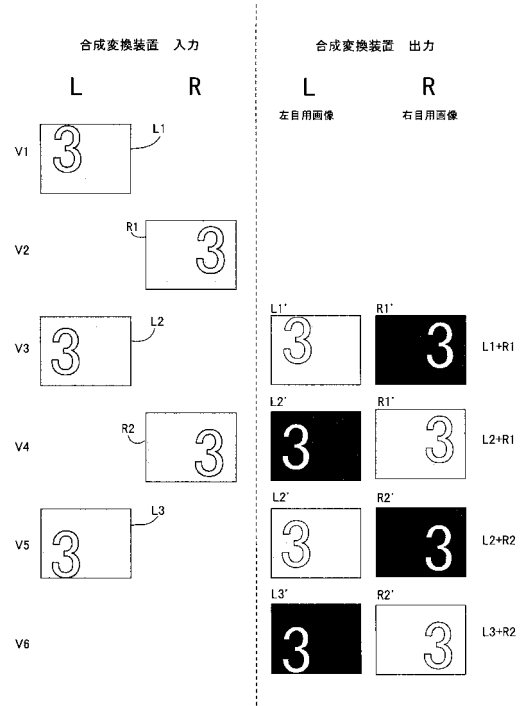 合成変換装置 入力
合成変換装置 出力
L
R
L
R
左目用画像
右目用画像
V1
3
L1
V2
R1
3
V3
3
L2
L1'
3
R1'
3
L1+R1
V4
R2
3
L2'
3
R1'
3
L2+R1
V5
3
L3
L2'
3
R2'
3
L2+R2
V6
L3'
3
R2'
3
L3+R2